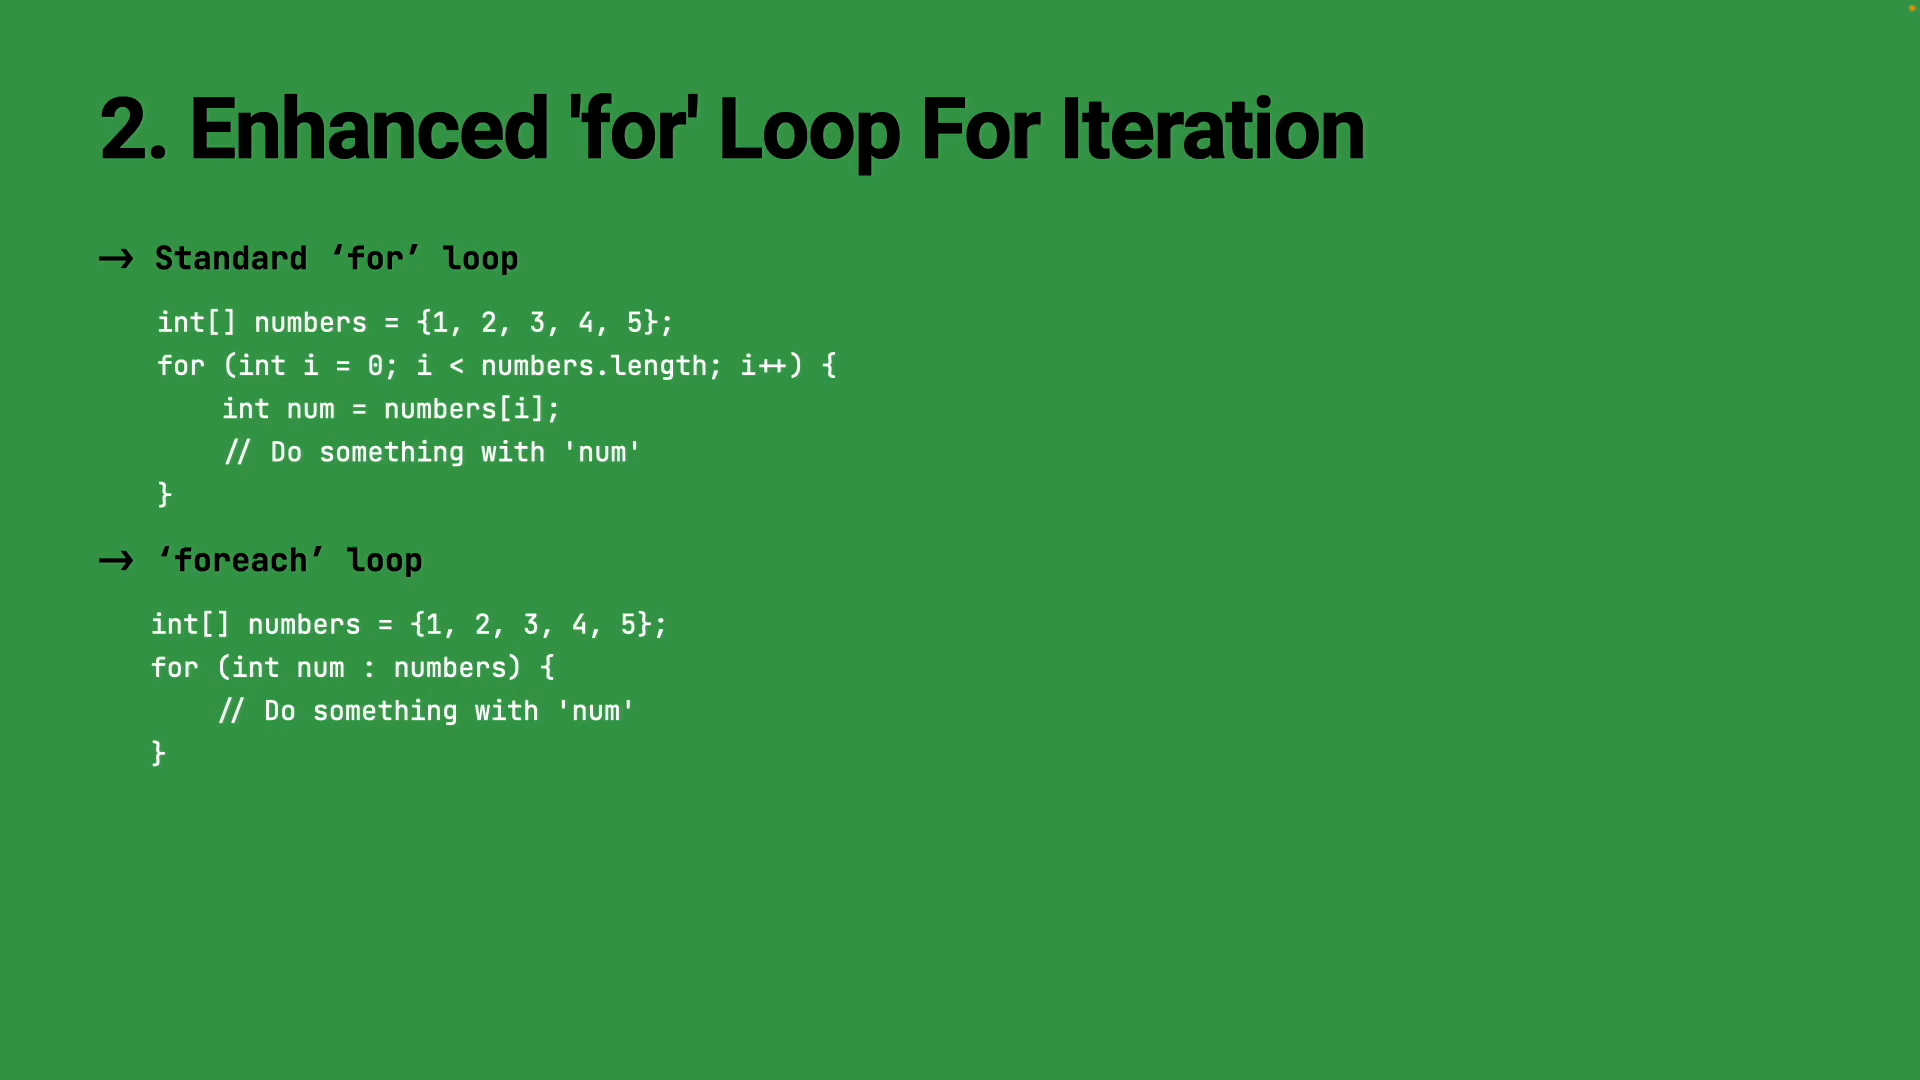 2. Enhanced 'for' Loop For Iteration
→ Standard ‘for’ loop
int[] numbers = {1, 2, 3, 4, 5};
for (int i = 0; i < numbers.length; i++) {
    int num = numbers[i];
    // Do something with 'num'
}
→ ‘foreach’ loop
int[] numbers = {1, 2, 3, 4, 5};
for (int num : numbers) {
    // Do something with 'num'
}